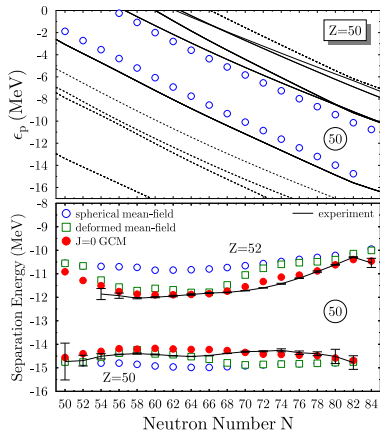 Z=50
0
-2
-4
-6
-8
-10
-12
-14
-16
εp (MeV)
50
-8
-9
-10
-11
-12
-13
-14
-15
-16
Separation Energy (MeV)
spherical mean-field
deformed mean-field
J=0 GCM
experiment
Z=52
50
Z=50
50 52 54 56 58 60 62 64 66 68 70 72 74 76 78 80 82 84
Neutron Number N